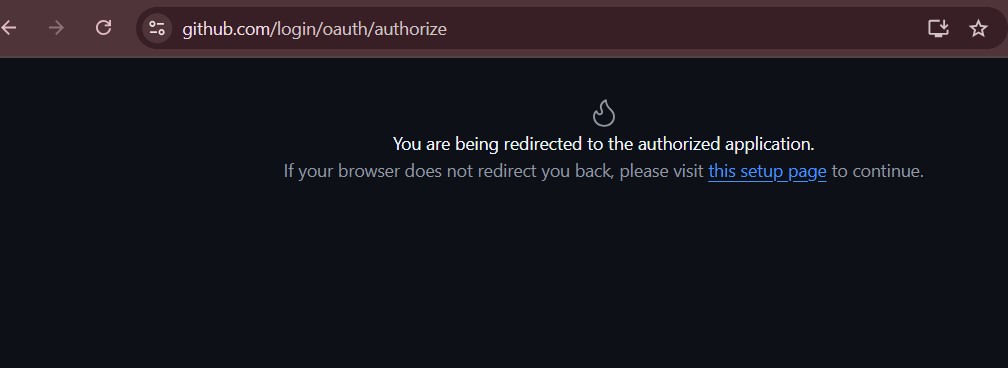 github.com/login/oauth/authorize
You are being redirected to the authorized application.
If your browser does not redirect you back, please visit this setup page to continue.